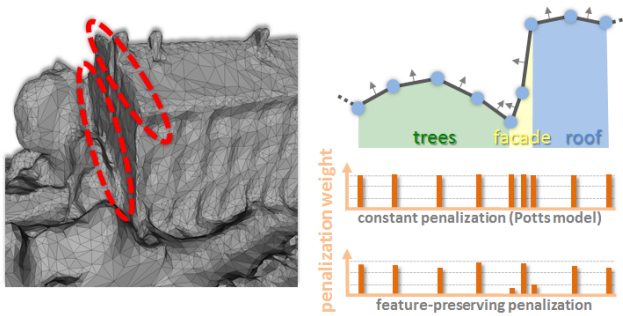 trees facade roof
penalization weight
constant penalization (Potts model)
feature-preserving penalization